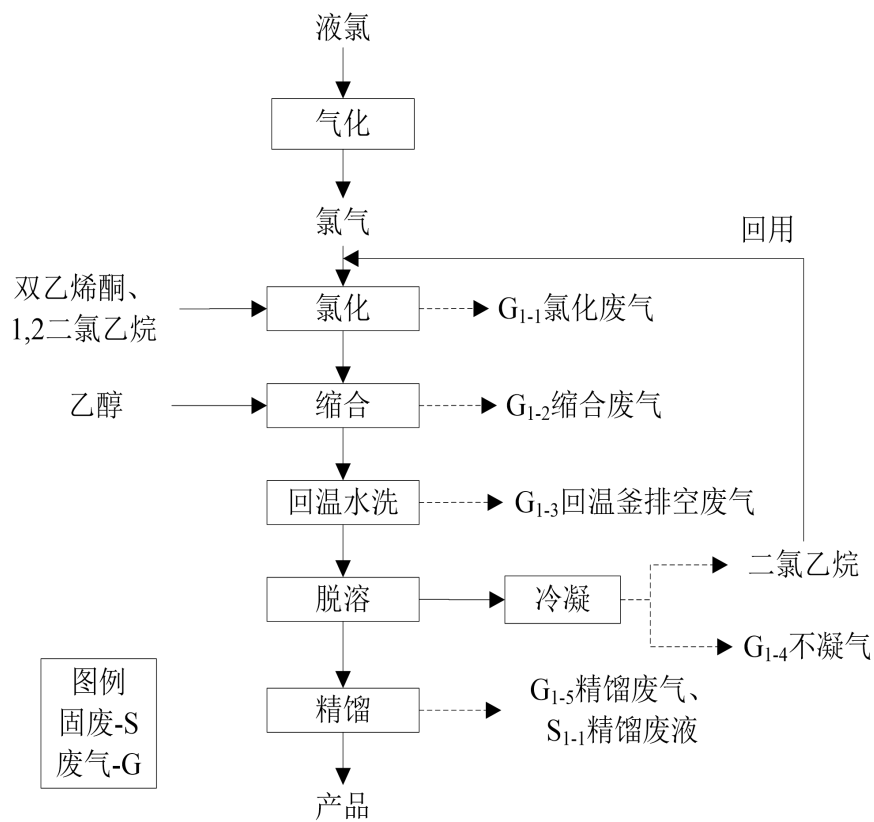 液氯
气化
氯气
回用
双乙烯酮、
1,2二氯乙烷
氯化
G1-1氯化废气
乙醇
缩合
G1-2缩合废气
回温水洗
G1-3回温釜排空废气
脱溶
冷凝
二氯乙烷
G1-4不凝气
图例
固废-S
废气-G
精馏
G1-5精馏废气、
S1-1精馏废液
产品